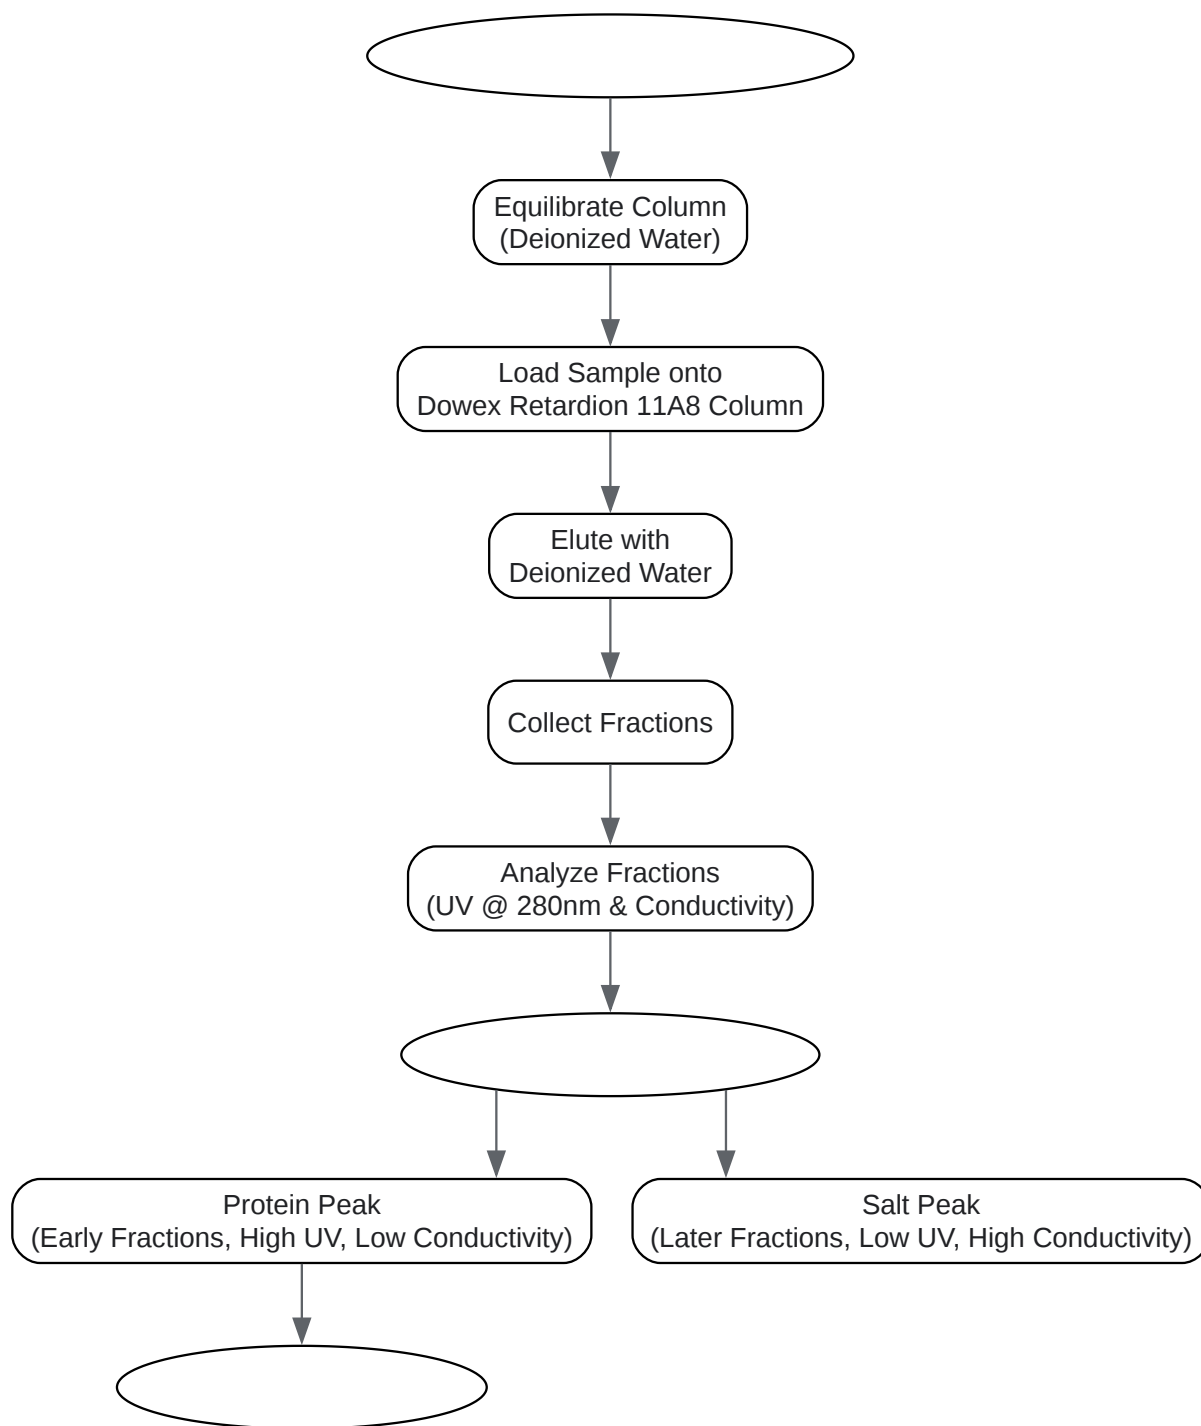 Equilibrate Column
(Deionized Water)
Load Sample onto
Dowex Retardion 11A8 Column
Elute with
Deionized Water
Collect Fractions
Analyze Fractions
(UV @ 280nm & Conductivity)
Protein Peak
(Early Fractions, High UV, Low Conductivity)
Salt Peak
(Later Fractions, Low UV, High Conductivity)